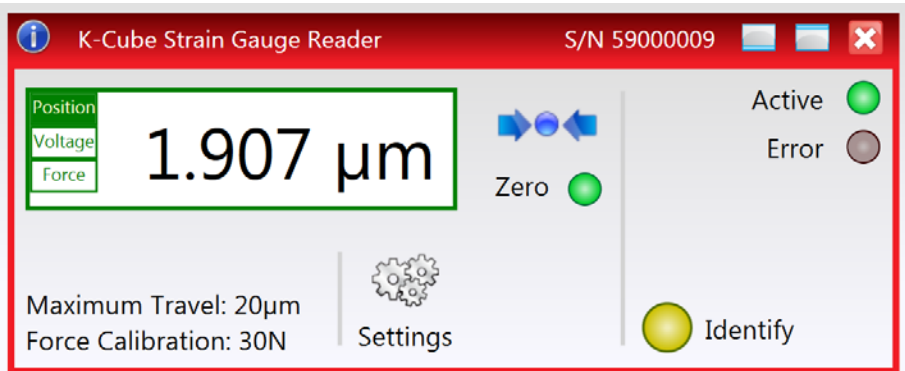 K-Cube Strain Gauge Reader S/N 59000009
Position
Voltage
Force
1.907 µm
Zero
Active
Error
Maximum Travel: 20µm
Force Calibration: 30N
Settings
Identify